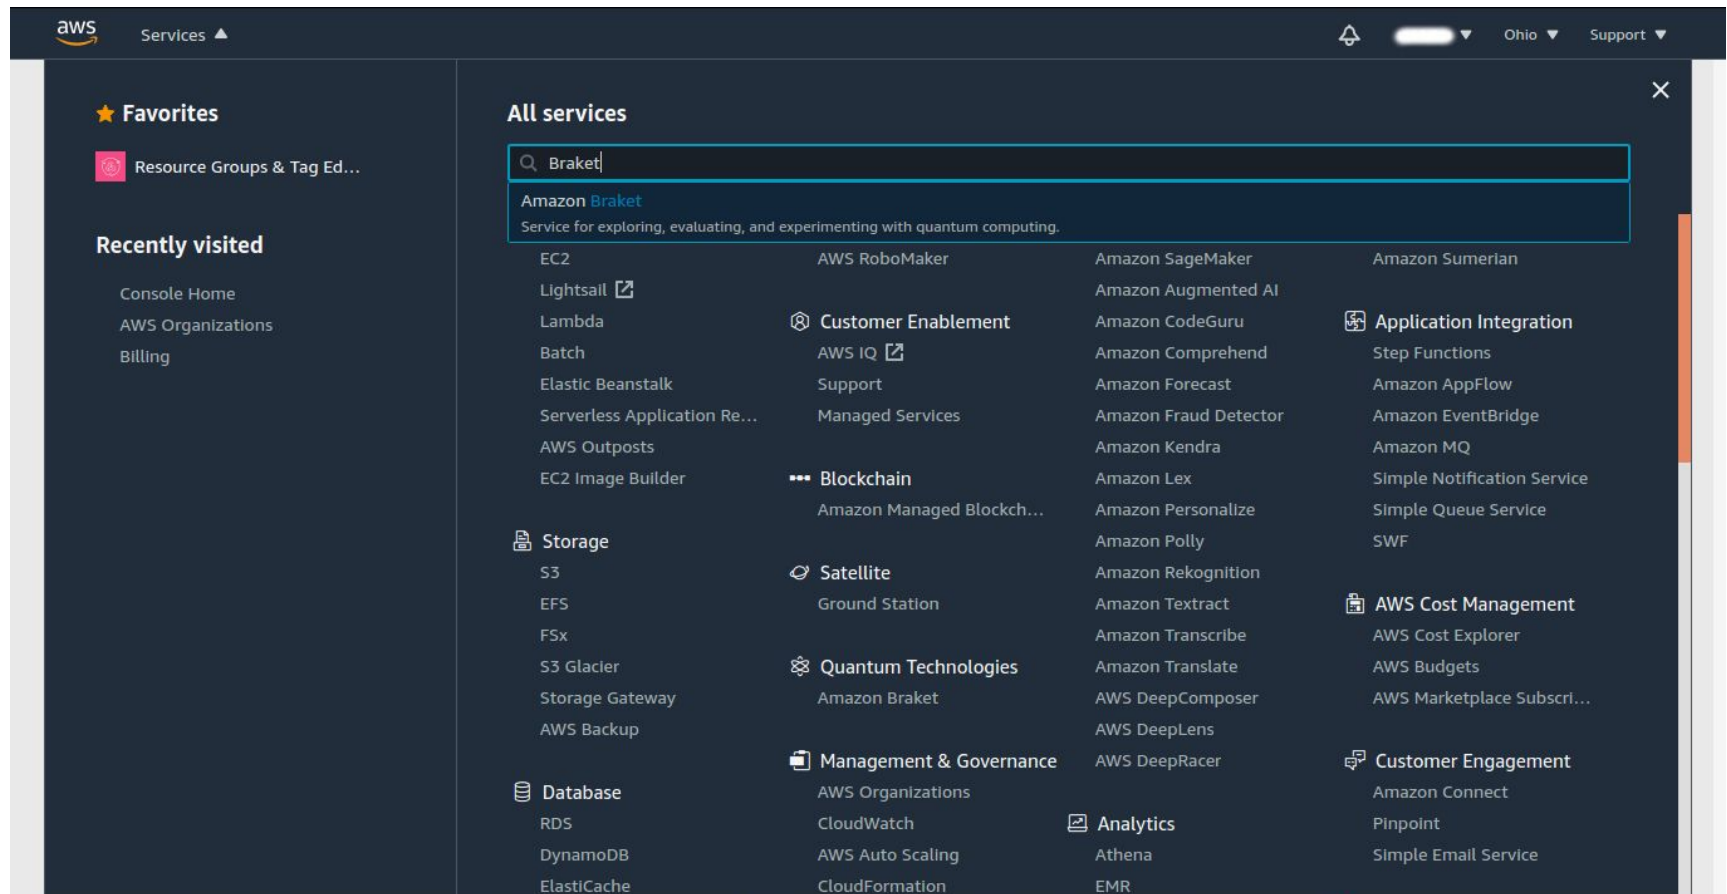 aws
Services
Ohio
Support
Favorites
Resource Groups & Tag Ed...
Recently visited
Console Home
AWS Organizations
Billing
All services
Braket
Amazon Braket
Service for exploring, evaluating, and experimenting with quantum computing.
EC2
Lightsail
Lambda
Batch
Elastic Beanstalk
Serverless Application Re...
AWS Outposts
EC2 Image Builder
Storage
S3
EFS
FSx
S3 Glacier
Storage Gateway
AWS Backup
Database
RDS
DynamoDB
ElastiCache
AWS RoboMaker
Customer Enablement
AWS IQ
Support
Managed Services
Blockchain
Amazon Managed Blockch...
Satellite
Ground Station
Quantum Technologies
Amazon Braket
Management & Governance
AWS Organizations
CloudWatch
AWS Auto Scaling
CloudFormation
Amazon SageMaker
Amazon Augmented AI
Amazon CodeGuru
Amazon Comprehend
Amazon Forecast
Amazon Fraud Detector
Amazon Kendra
Amazon Lex
Amazon Personalize
Amazon Polly
Amazon Rekognition
Amazon Textract
Amazon Transcribe
Amazon Translate
AWS DeepComposer
AWS DeepLens
AWS DeepRacer
Analytics
Athena
EMR
Amazon Sumerian
Application Integration
Step Functions
Amazon AppFlow
Amazon EventBridge
Amazon MQ
Simple Notification Service
Simple Queue Service
SWF
AWS Cost Management
AWS Cost Explorer
AWS Budgets
AWS Marketplace Subscri...
Customer Engagement
Amazon Connect
Pinpoint
Simple Email Service